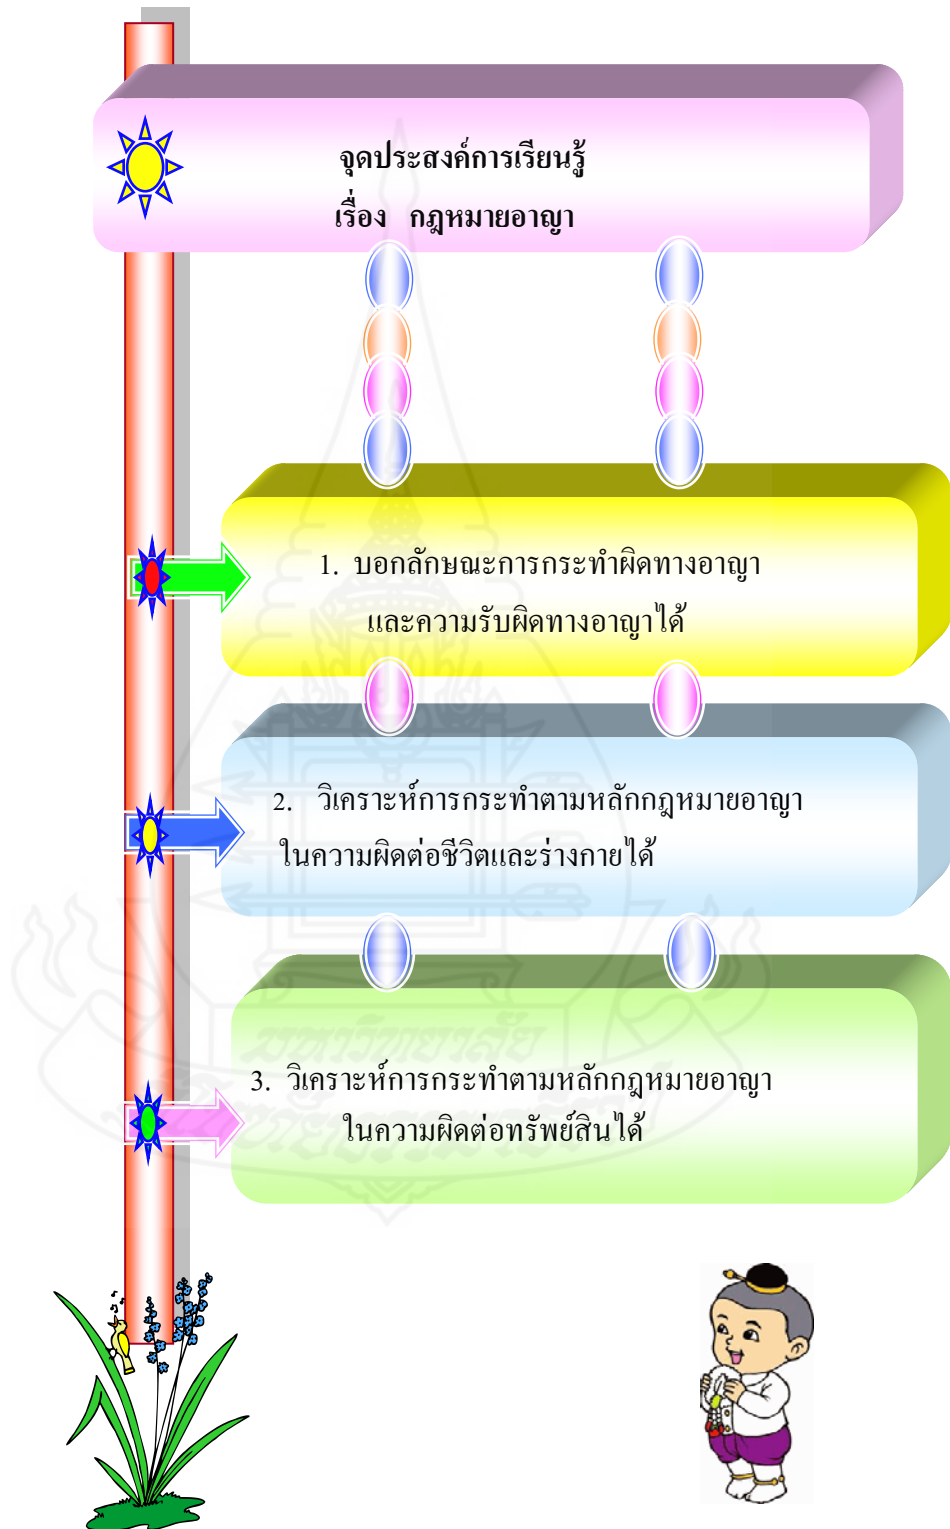 จุดประสงค์การเรียนรู้
เรื่อง กฎหมายอาญา
1. บอกลักษณะการกระทำผิดทางอาญา
และความรับผิดทางอาญาได้
2. วิเคราะห์การกระทำตามหลักกฎหมายอาญา
ในความผิดต่อชีวิตและร่างกายได้
3. วิเคราะห์การกระทำตามหลักกฎหมายอาญา
ในความผิดต่อทรัพย์สินได้
มหาวิทยาลัย